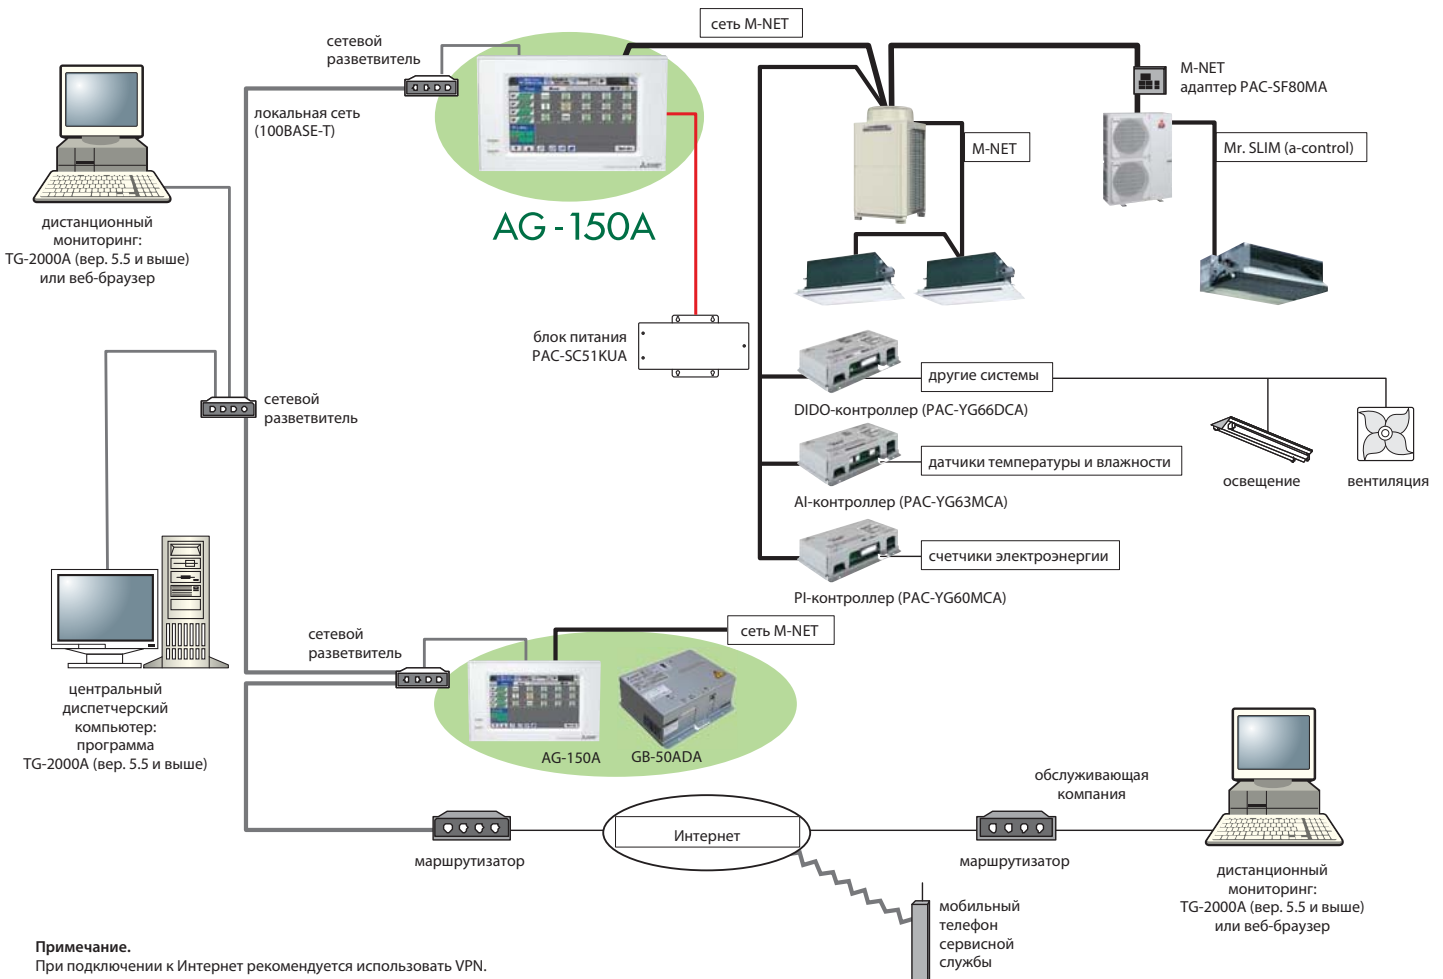 сеть M-NET
сетевой
разветвитель
M-NET
адаптер PAC-SF80MA
локальная сеть
(100BASE-T)
M-NET
Mr. SLIM (a-control)
AG-150A
дистанционный
мониторинг:
TG-2000A (вер. 5.5 и выше)
или веб-браузер
блок питания
PAC-SC51KUA
другие системы
DIDO-контроллер (PAC-YG66DCA)
сетевой
разветвитель
датчики температуры и влажности
освещение
вентиляция
AI-контроллер (PAC-YG63MCA)
счетчики электроэнергии
PI-контроллер (PAC-YG60MCA)
сеть M-NET
сетевой
разветвитель
центральный
диспетчерский
компьютер:
программа
TG-2000A (вер. 5.5 и выше)
AG-150A
GB-50ADA
обслуживающая
компания
Интернет
маршрутизатор
маршрутизатор
дистанционный
мониторинг:
TG-2000A (вер. 5.5 и выше)
или веб-браузер
мобильный
телефон
сервисной
службы
Примечание.
При подключении к Интернет рекомендуется использовать VPN.